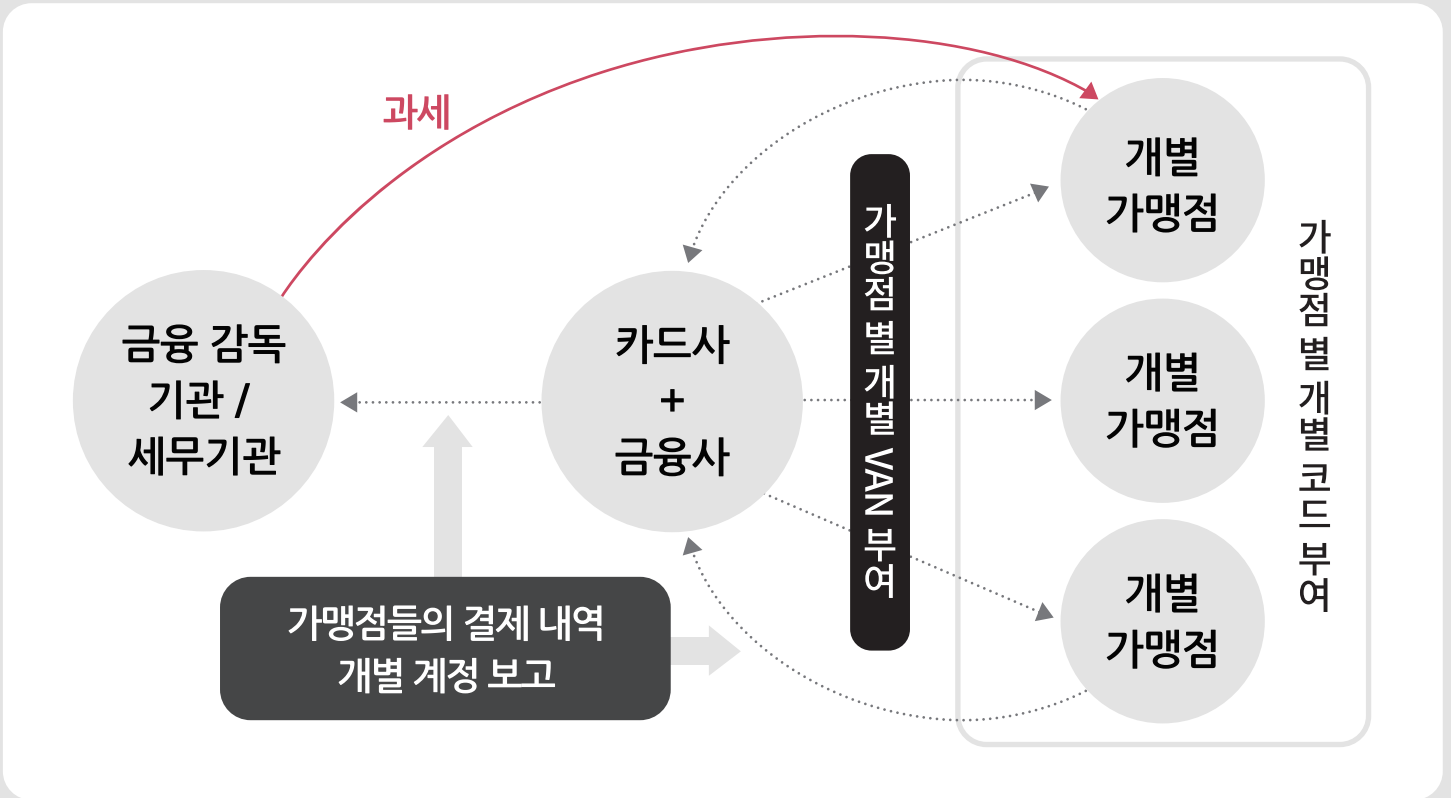 과세
금융 감독
기관 /
세무기관
카드사
+
금융사
가맹점들의 결제 내역
개별 계정 보고
가맹점 별 개별 VAN 부여
개별
가맹점
개별
가맹점
개별
가맹점
가맹점 별 개별 코드 부여